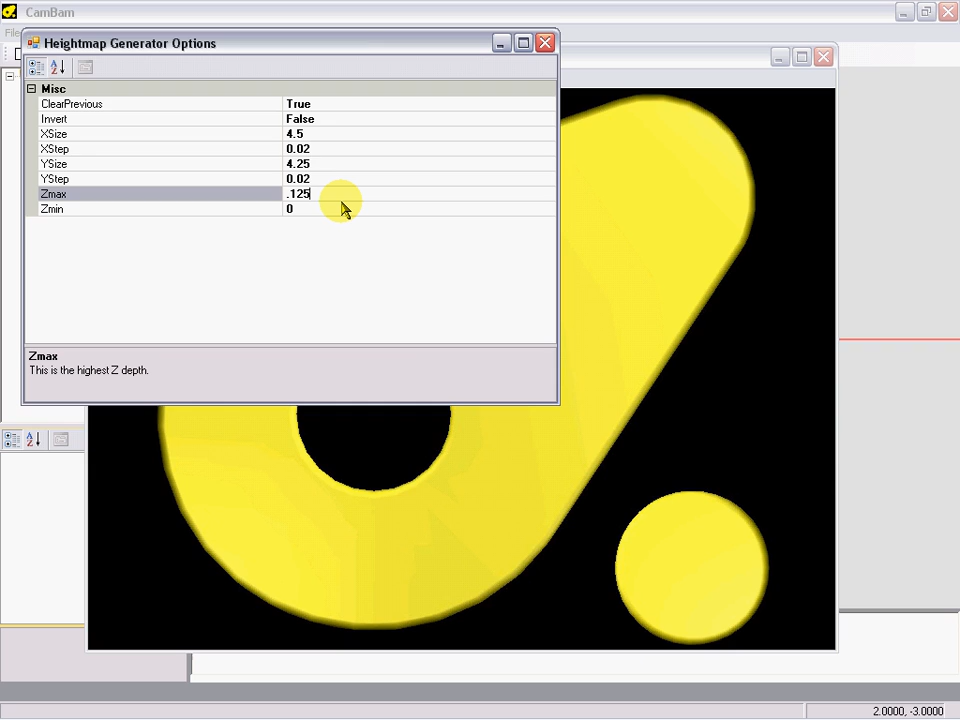 CamBam
File
Heightmap Generator Options
Misc
ClearPrevious True
Invert False
XSize 4.5
XStep 0.02
YSize 4.25
YStep 0.02
Zmax .125
Zmin 0
Zmax
This is the highest Z depth.
2.0000, -3.0000